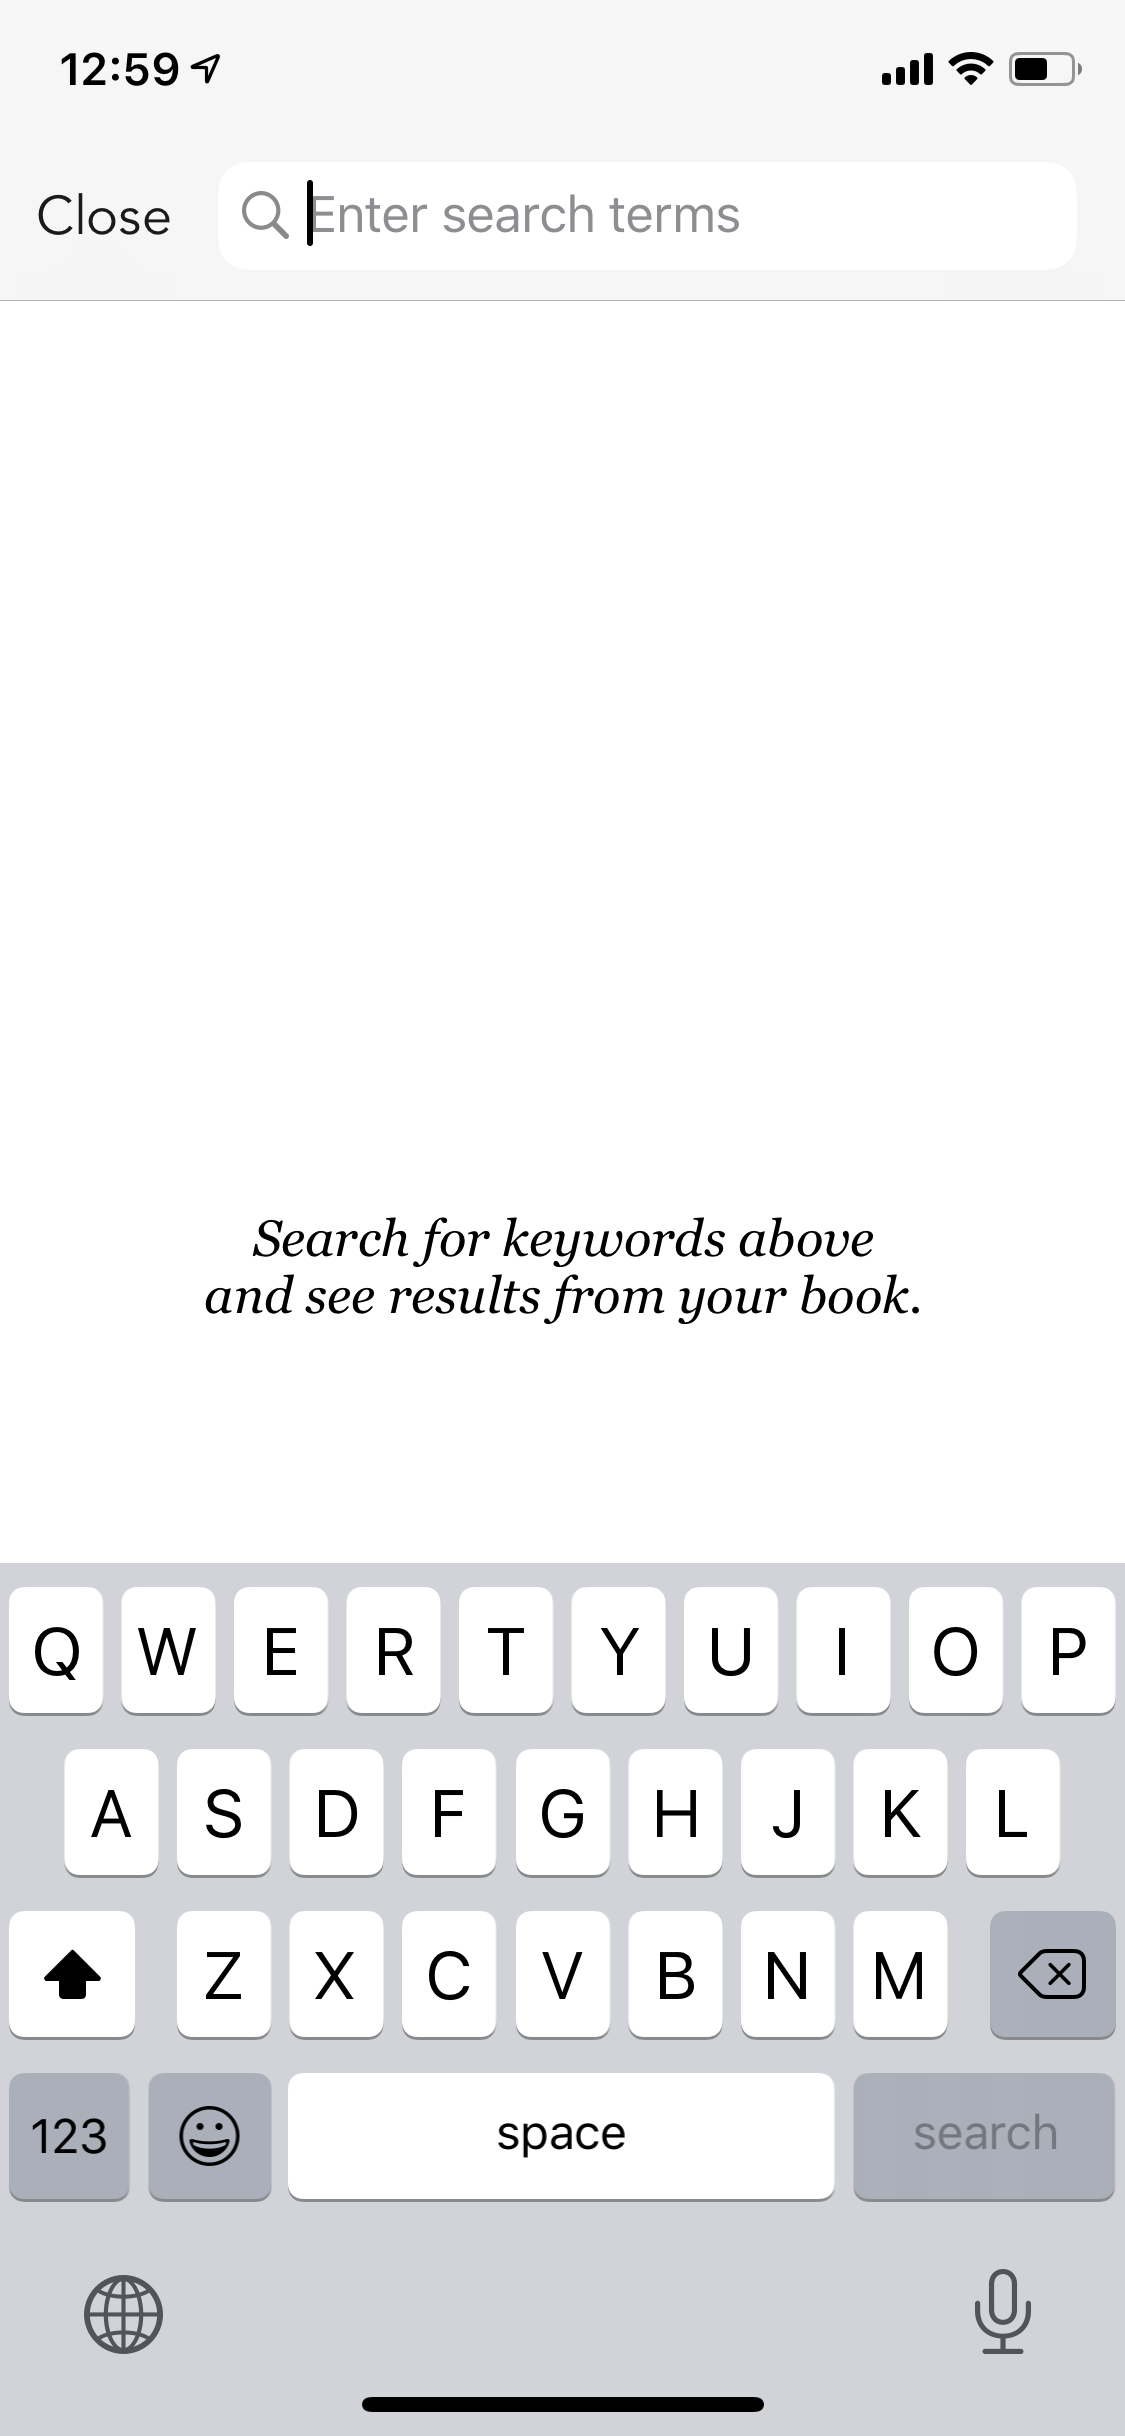 12:59
Close
Enter search terms
Search for keywords above
and see results from your book.
Q W E R T Y U I O P
A S D F G H J K L
Z X C V B N M
123 space search